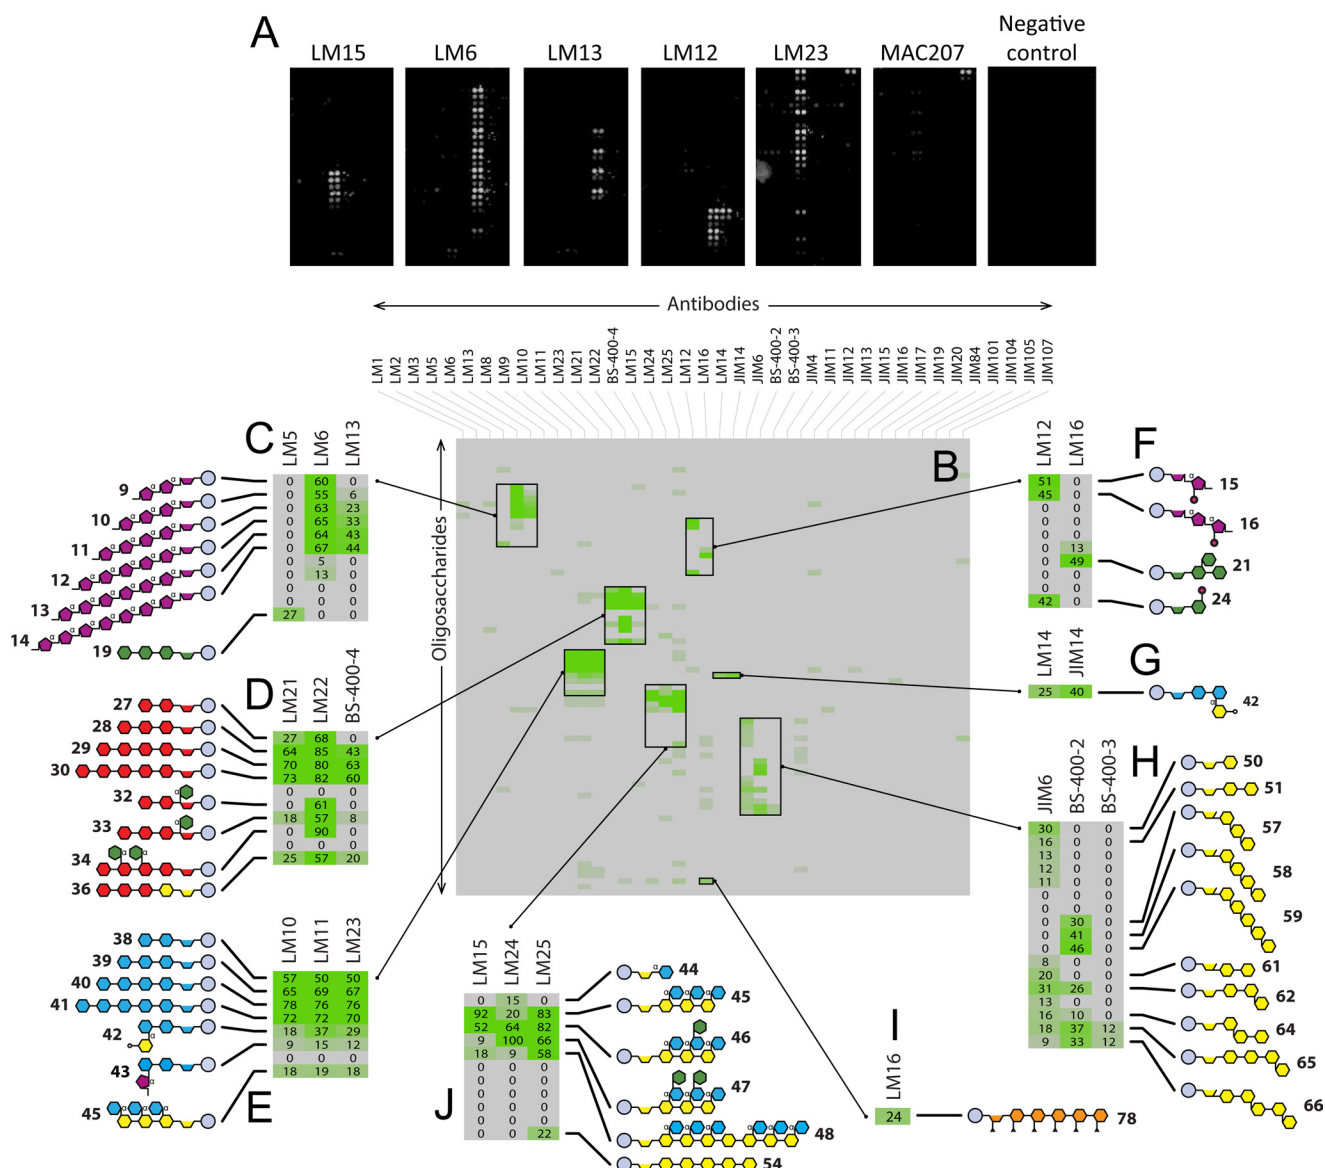 A
LM15 LM6 LM13 LM12 LM23 MAC207 Negative control
Antibodies
LM1 LM2 LM3 LM5 LM6 LM13 LM8 LM9 LM10 LM11 LM23 LM21 LM22 BS-400-4 LM15 LM24 LM25 LM12 LM16 LM14 JIM14 JIM6 BS-400-2 BS-400-3 JIM4 JIM11 JIM12 JIM13 JIM15 JIM16 JIM17 JIM19 JIM20 JIM84 JIM101 JIM104 JIM105 JIM107
Oligosaccharides
B
C
LM5 LM6 LM13
0 60 0
0 55 6
0 63 23
0 65 33
0 64 43
0 67 44
0 5 0
0 13 0
0 0 0
0 0 0
27 0 0
9 α α
10 α α
11 α α α
12 α α α
13 α α α α
14 α α α α
19
D
LM21 LM22 BS-400-4
27 68 0
64 85 43
70 80 63
73 82 60
0 0 0
0 61 0
18 57 8
0 90 0
0 0 0
25 57 20
27
28
29
30
32 α
33 α
34 α α
36
E
LM10 LM11 LM23
57 50 50
65 69 67
78 76 76
72 72 70
18 37 29
9 15 12
0 0 0
18 19 18
38
39
40
41
42 α
43 α
45 α α α
F
LM12 LM16
51 0
45 0
0 0
0 0
0 0
0 13
0 49
0 0
0 0
42 0
15 α
16 α
21
24
G
LM14 JIM14
25 40
42 α
H
JIM6 BS-400-2 BS-400-3
30 0 0
16 0 0
13 0 0
12 0 0
11 0 0
0 0 0
0 0 0
0 30 0
0 41 0
0 46 0
8 0 0
20 0 0
31 26 0
13 0 0
16 10 0
18 37 12
9 33 12
50
51
57
58
59
61
62
64
65
66
I
LM16
24
78
J
LM15 LM24 LM25
0 15 0
92 20 83
52 64 82
9 100 66
18 9 58
0 0 0
0 0 0
0 0 0
0 0 0
0 0 0
0 0 22
α 44
α α α 45
α α α 46
α α α 47
α α α α α α 48
54